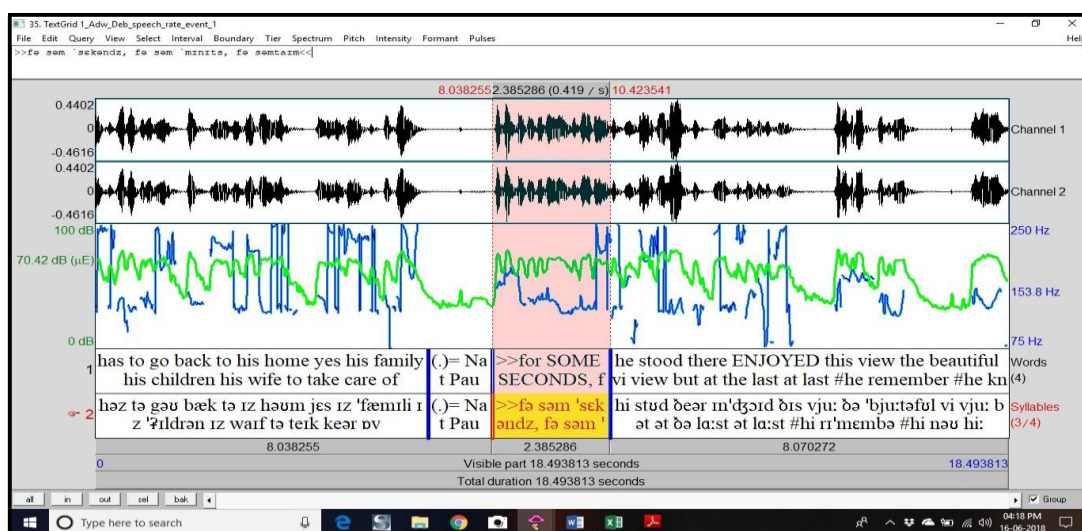 35. TextGrid 1_Adw_Deb_speech_rate_event_1
File Edit Query View Select Interval Boundary Tier Spectrum Pitch Intensity Formant Pulses Help
>>fə səm ˈsɛkəndz, fə səm ˈmɪnɪts, fə səmtaɪm<<
8.038255 2.385286 (0.419 / s) 10.423541
0.4402
0
-0.4616
Channel 1
0.4402
0
-0.4616
Channel 2
100 dB 250 Hz
70.42 dB (µE)
153.8 Hz
0 dB 75 Hz
1
has to go back to his home yes his family
his children his wife to take care of
(.)= Na
t Pau
>>for SOME
SECONDS, f
he stood there ENJOYED this view the beautiful
vi view but at the last at last #he remember #he kn
Words
(4)
2
həz tə gəʊ bæk tə ɪz həʊm jɛs ɪz 'fæmɪli ɪ
z 'ʧɪldrən ɪz waɪf tə teɪk keər ɒv
(.)= Na
t Pau
>>fə səm 'sɛk
əndz, fə səm '
hi stʊd ðeər ɪn'ʤɔɪd ðɪs vjuː ðə 'bjuːtəfʊl vi vjuː b
ət ət ðə lɑːst ət lɑːst #hi rɪ'mɛmbə #hi nəʊ hiː
Syllables
(3/4)
8.038255 2.385286 8.070272
0 Visible part 18.493813 seconds 18.493813
Total duration 18.493813 seconds
all in out sel bak Group
Type here to search
04:18 PM
16-06-2018